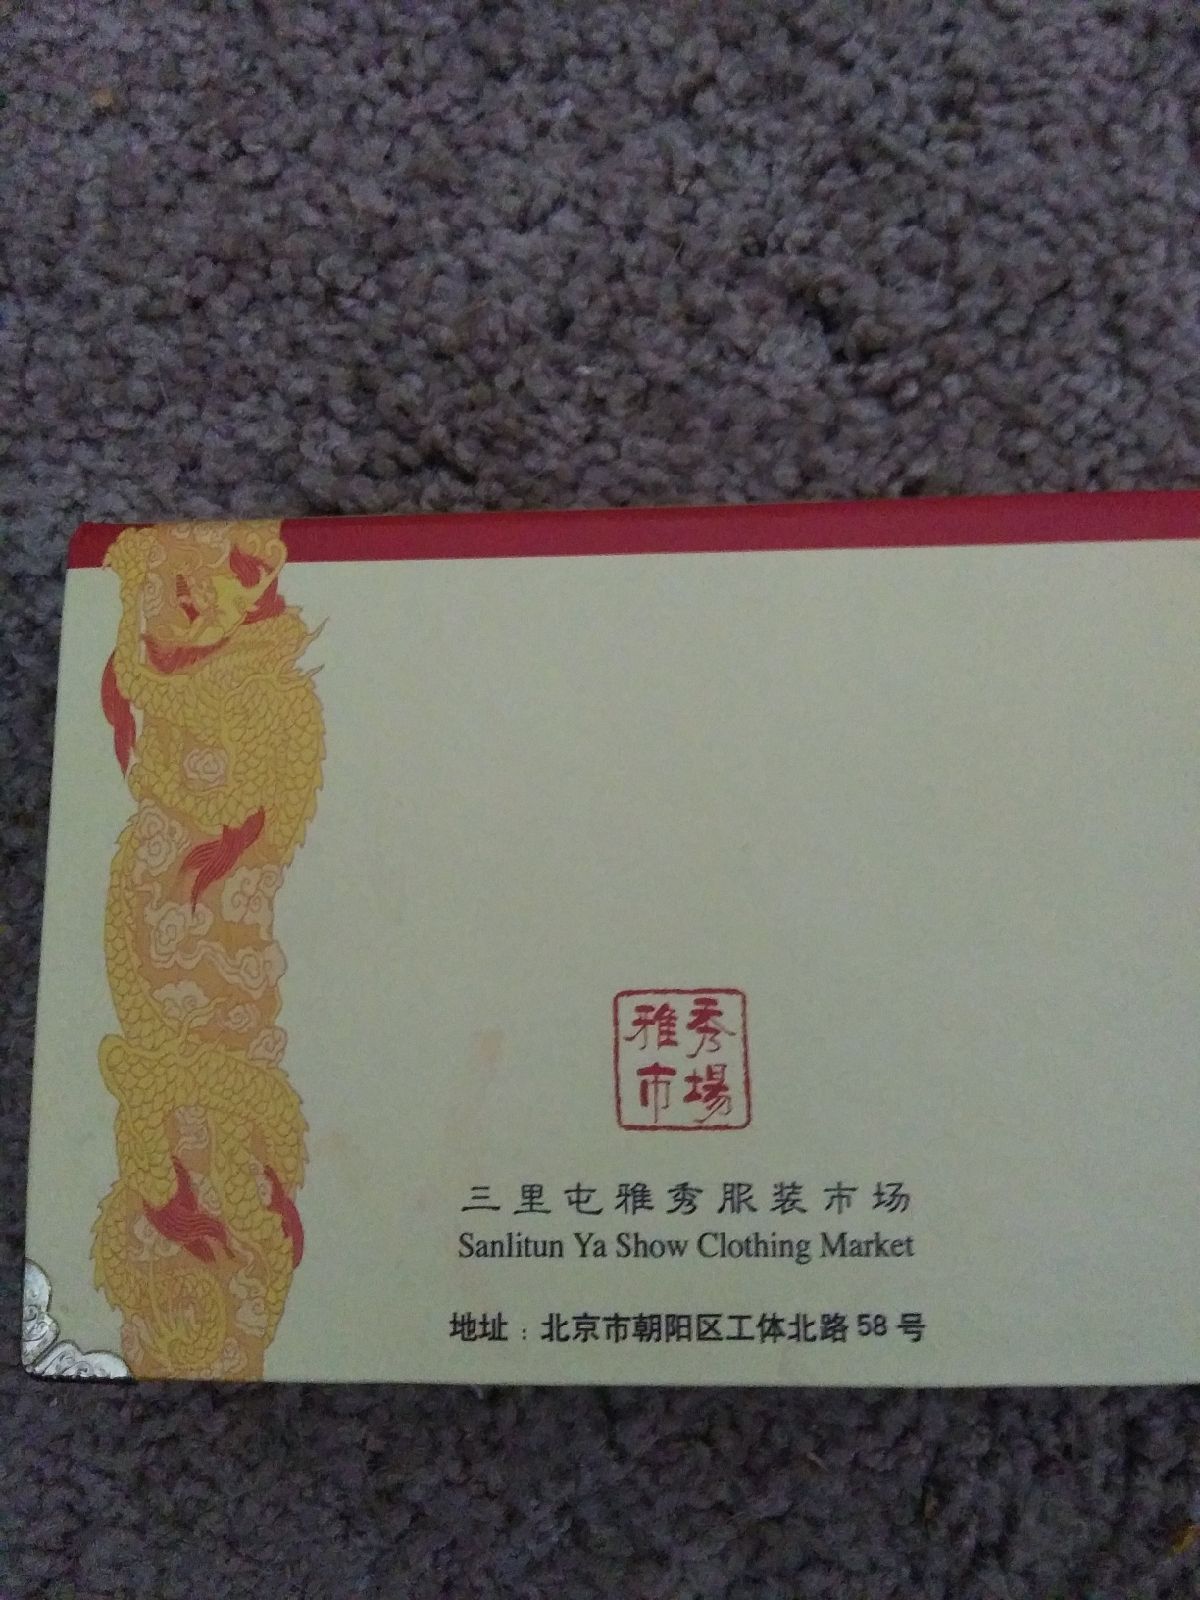 雅秀
市場
三里屯雅秀服装市场
Sanlitun Ya Show Clothing Market
地址：北京市朝阳区工体北路58号